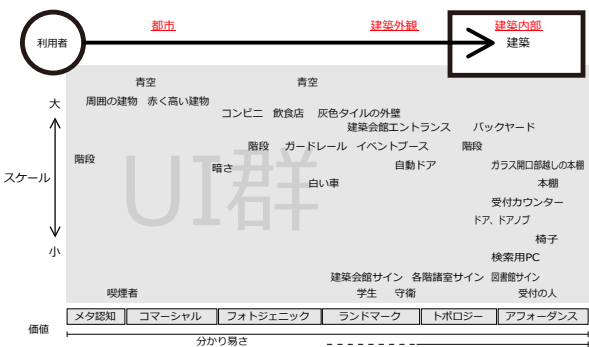 都市 建築外観 建築内部
利用者 建築
青空 青空
大 周囲の建物 赤く高い建物
コンビニ 飲食店 灰色タイルの外壁
建築会館エントランス バックヤード
階段 ガードレール イベントブース 階段
階段 暗さ 自動ドア ガラス開口部越しの本棚
スケール UI群 白い車 本棚
受付カウンター
ドア、ドアノブ
椅子
小 検索用PC
建築会館サイン 各階諸室サイン 図書館サイン
喫煙者 学生 守衛 受付の人
メタ認知 コマーシャル フォトジェニック ランドマーク トポロジー アフォーダンス
価値
分かり易さ